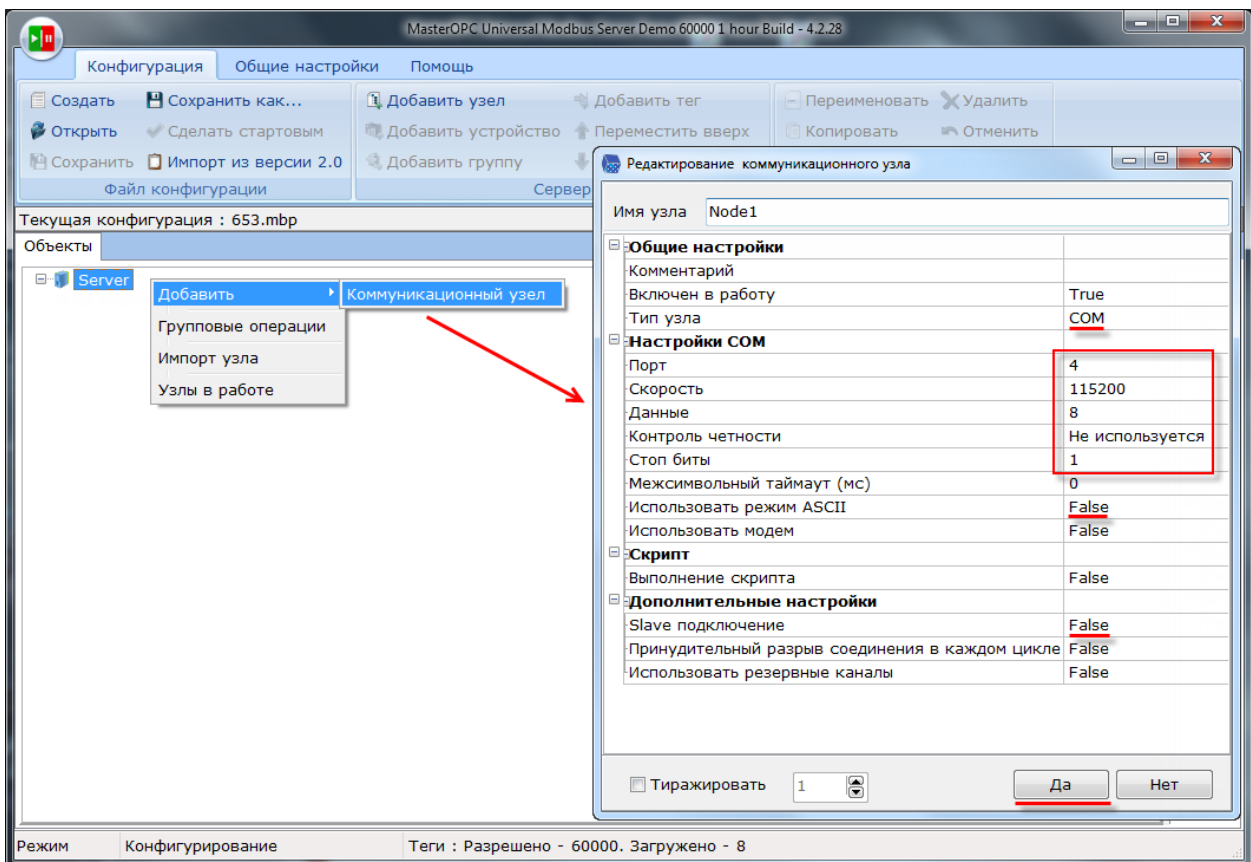 MasterOPC Universal Modbus Server Demo 60000 1 hour Build - 4.2.28
Конфигурация Общие настройки Помощь
Создать Сохранить как... Добавить узел Добавить тег Переименовать Удалить
Открыть Сделать стартовым Добавить устройство Переместить вверх Копировать Отменить
Сохранить Импорт из версии 2.0 Добавить группу
Файл конфигурации Сервер
Текущая конфигурация : 653.mbp
Объекты
Server
Добавить Коммуникационный узел
Групповые операции
Импорт узла
Узлы в работе
Редактирование коммуникационного узла
Имя узла Node1
Общие настройки
Комментарий
Включен в работу True
Тип узла COM
Настройки COM
Порт 4
Скорость 115200
Данные 8
Контроль четности Не используется
Стоп биты 1
Межсимвольный таймаут (мс) 0
Использовать режим ASCII False
Использовать модем False
Скрипт
Выполнение скрипта False
Дополнительные настройки
Slave подключение False
Принудительный разрыв соединения в каждом цикле False
Использовать резервные каналы False
Тиражировать 1 Да Нет
Режим Конфигурирование Теги : Разрешено - 60000. Загружено - 8